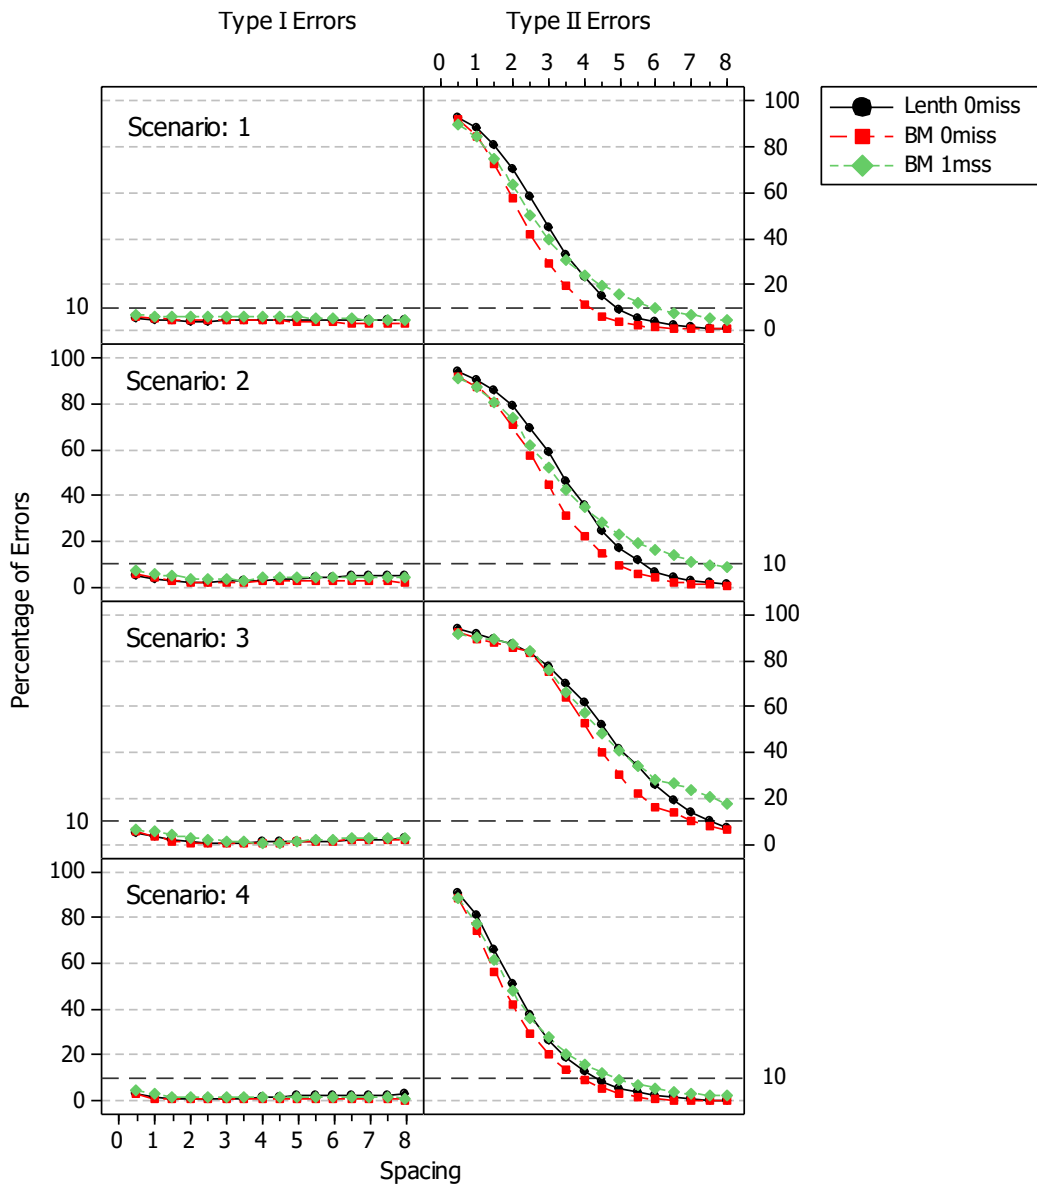 Type I Errors
Type II Errors
0 1 2 3 4 5 6 7 8
Lenth 0miss
BM 0miss
BM 1mss
Scenario: 1
100
80
60
40
20
0
10
Scenario: 2
100
80
60
40
20
0
10
Percentage of Errors
Scenario: 3
100
80
60
40
20
0
10
Scenario: 4
100
80
60
40
20
0
10
0 1 2 3 4 5 6 7 8
Spacing